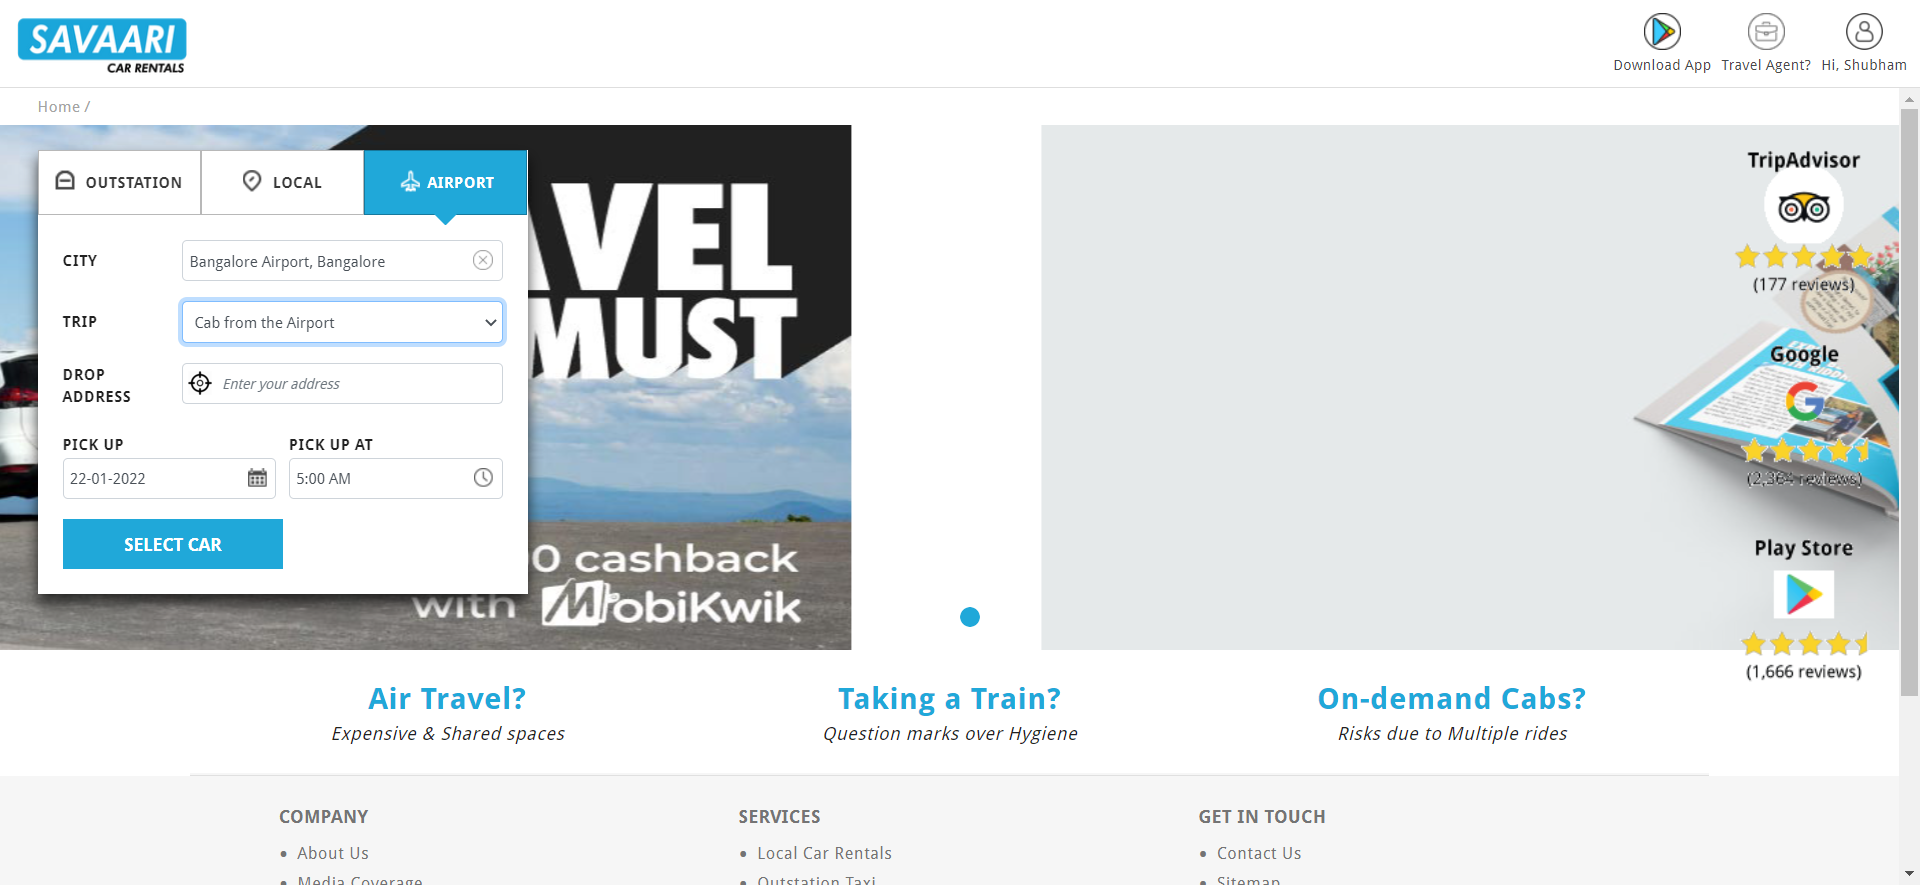 SAVAARI
CAR RENTALS
Download App
Travel Agent?
Hi, Shubham
Home /
OUTSTATION
LOCAL
AIRPORT
CITY
Bangalore Airport, Bangalore
TRIP
Cab from the Airport
DROP
ADDRESS
Enter your address
PICK UP
PICK UP AT
22-01-2022
5:00 AM
SELECT CAR
AVEL
MUST
0 cashback
with MobiKwik
TripAdvisor
(177 reviews)
Google
(2,364 reviews)
Play Store
(1,666 reviews)
Air Travel?
Expensive & Shared spaces
Taking a Train?
Question marks over Hygiene
On-demand Cabs?
Risks due to Multiple rides
COMPANY
• About Us
• Media Coverage
SERVICES
• Local Car Rentals
• Outstation Taxi
GET IN TOUCH
• Contact Us
• Sitemap